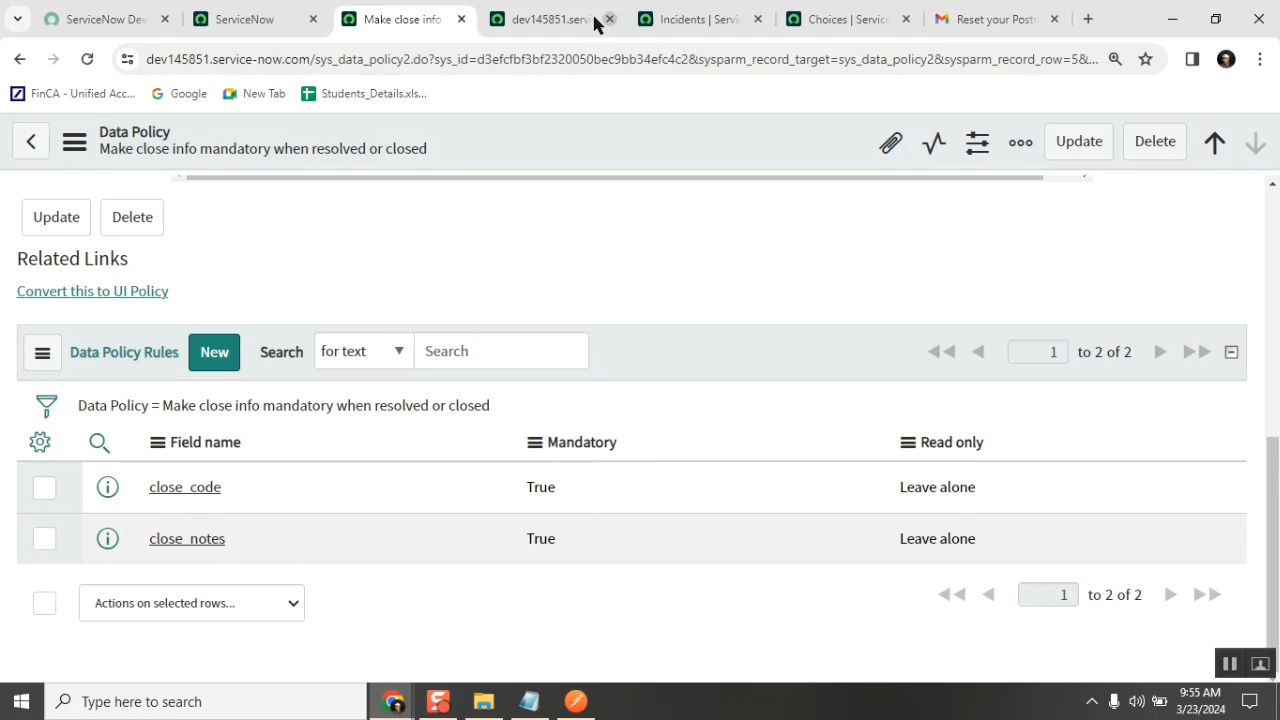 ServiceNow Dev
ServiceNow
Make close info
dev145851.servi
Incidents | Servi
Choices | Service
Reset your Post
dev145851.service-now.com/sys_data_policy2.do?sys_id=d3efcfbf3bf2320050bec9bb34efc4c2&sysparm_record_target=sys_data_policy2&sysparm_record_row=5&...
FinCA - Unified Acc...
Google
New Tab
Students_Details.xls...
Data Policy
Make close info mandatory when resolved or closed
Update
Delete
Update
Delete
Related Links
Convert this to UI Policy
Data Policy Rules
New
Search
for text
Search
1 to 2 of 2
Data Policy = Make close info mandatory when resolved or closed
Field name
Mandatory
Read only
close_code
True
Leave alone
close_notes
True
Leave alone
Actions on selected rows...
1 to 2 of 2
Type here to search
9:55 AM
3/23/2024